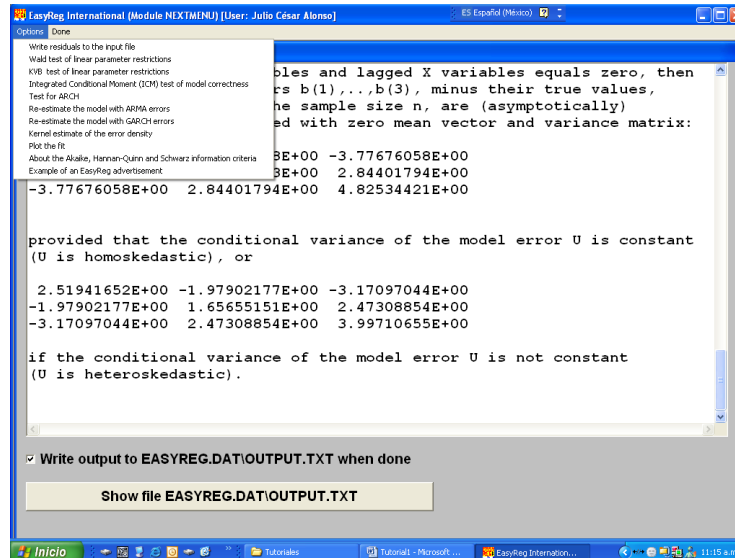 EasyReg International (Module NEXTMENU) [User: Julio César Alonso]
ES Español (México)
Options Done
Write residuals to the input file
Wald test of linear parameter restrictions
KVB test of linear parameter restrictions
Integrated Conditional Moment (ICM) test of model correctness
Test for ARCH
Re-estimate the model with ARMA errors
Re-estimate the model with GARCH errors
Kernel estimate of the error density
Plot the fit
About the Akaike, Hannan-Quinn and Schwarz information criteria
Example of an EasyReg advertisement
bles and lagged X variables equals zero, then
rs b(1),..,b(3), minus their true values,
he sample size n, are (asymptotically)
ed with zero mean vector and variance matrix:
8E+00 -3.77676058E+00
3E+00 2.84401794E+00
-3.77676058E+00 2.84401794E+00 4.82534421E+00
provided that the conditional variance of the model error U is constant
(U is homoskedastic), or
2.51941652E+00 -1.97902177E+00 -3.17097044E+00
-1.97902177E+00 1.65655151E+00 2.47308854E+00
-3.17097044E+00 2.47308854E+00 3.99710655E+00
if the conditional variance of the model error U is not constant
(U is heteroskedastic).
Write output to EASYREG.DAT\OUTPUT.TXT when done
Show file EASYREG.DAT\OUTPUT.TXT
Inicio
Tutoriales
Tutorial1 - Microsoft ...
EasyReg Internation...
11:15 a.m